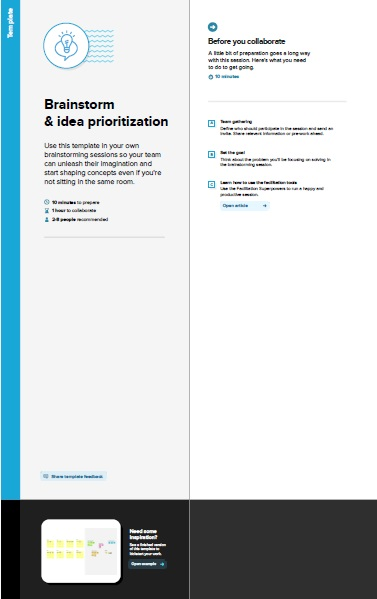 Template
Brainstorm
& idea prioritization
Use this template in your own
brainstorming sessions so your team
can unleash their imagination and
start shaping concepts even if you're
not sitting in the same room.
10 minutes to prepare
1 hour to collaborate
2-8 people recommended
Share template feedback
Need some
inspiration?
See a finished version
of this template to
kickstart your work.
Open example
Before you collaborate
A little bit of preparation goes a long way
with this session. Here's what you need
to do to get going.
10 minutes
A Team gathering
Define who should participate in the session and send an
invite. Share relevant information or pre-work ahead.
B Set the goal
Think about the problem you'll be focusing on solving in
the brainstorming session.
C Learn how to use the facilitation tools
Use the Facilitation Superpowers to run a happy and
productive session.
Open article